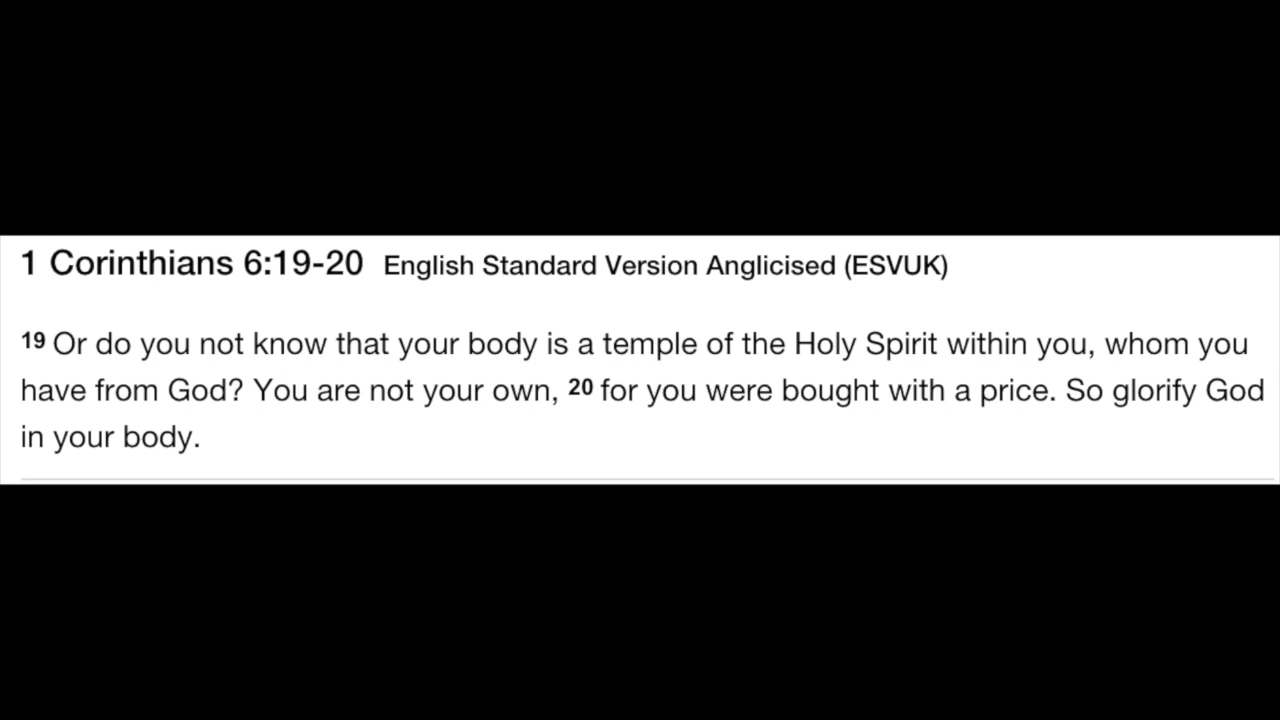 1 Corinthians 6:19-20 English Standard Version Anglicised (ESVUK)
19 Or do you not know that your body is a temple of the Holy Spirit within you, whom you
have from God? You are not your own, 20 for you were bought with a price. So glorify God
in your body.